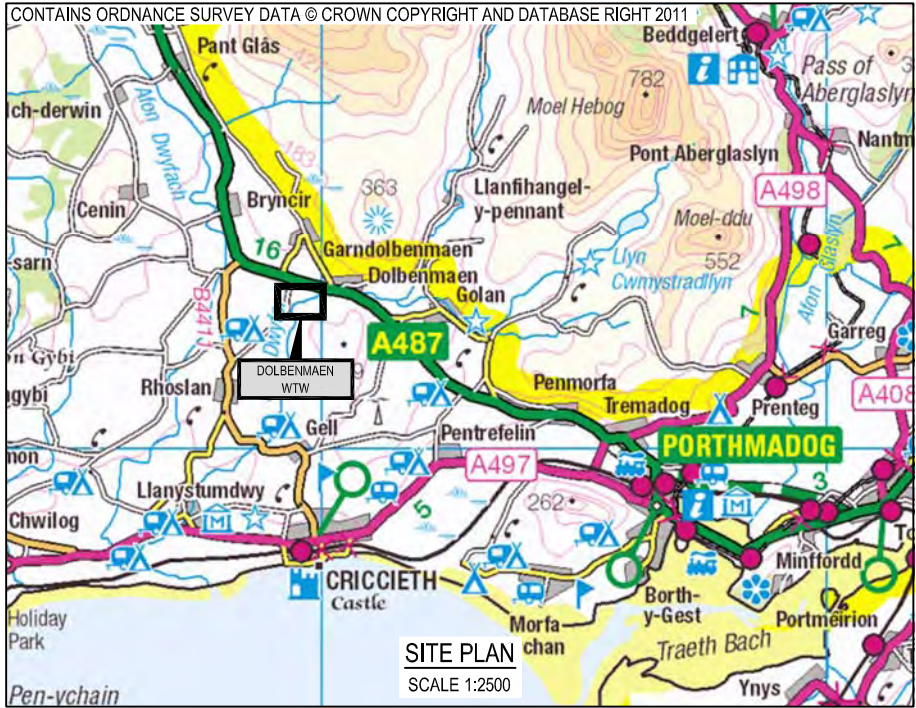 CONTAINS ORDNANCE SURVEY DATA © CROWN COPYRIGHT AND DATABASE RIGHT 2011
Beddgelert
Pant Glâs
Pass of
Aberglaslyn
782
Moel Hebog
lch-derwin
Afon Dwyfach
183
Pont Aberglaslyn
Nantm
A498
Cenin
Bryncir
363
Llanfihangel-
y-pennant
Moel-ddu
552
Afon Glaslyn
7
7
sarn
16
Garndolbenmaen
Dolbenmaen
Llyn
Cwmystradllyn
Golan
B4411
A487
Garreg
DOLBENMAEN
WTW
gybi
Rhoslan
Penmorfa
Tremadog
Prenteg
A408
Gell
Pentrefelin
PORTHMADOG
mon
A497
Llanystumdwy
5
262
3
Chwilog
Minffordd
CRICCIETH
Castle
Holiday
Park
Morfa
chan
Borth-
y-Gest
Portmeirion
Traeth Bach
SITE PLAN
SCALE 1:2500
Ynys
Pen-ychain